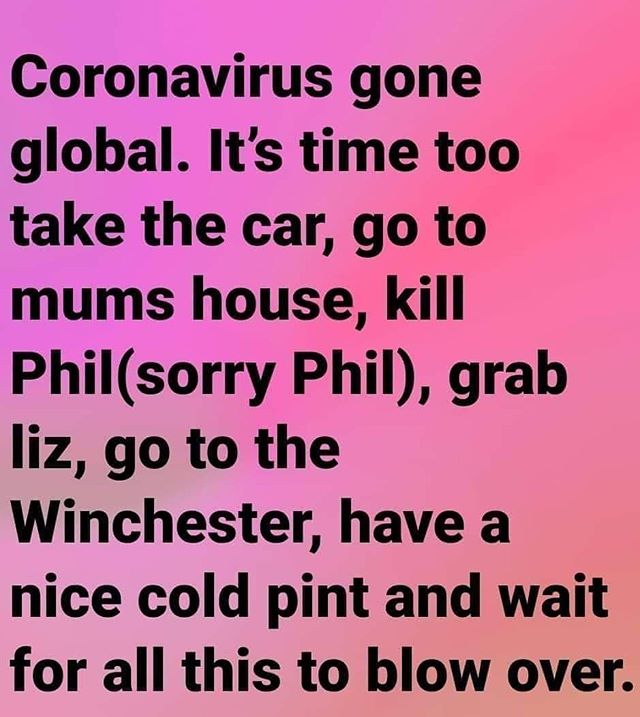 Coronavirus gone
global. It’s time too
take the car, go to
mums house, kill
Phil(sorry Phil), grab
liz, go to the
Winchester, have a
nice cold pint and wait
for all this to blow over.